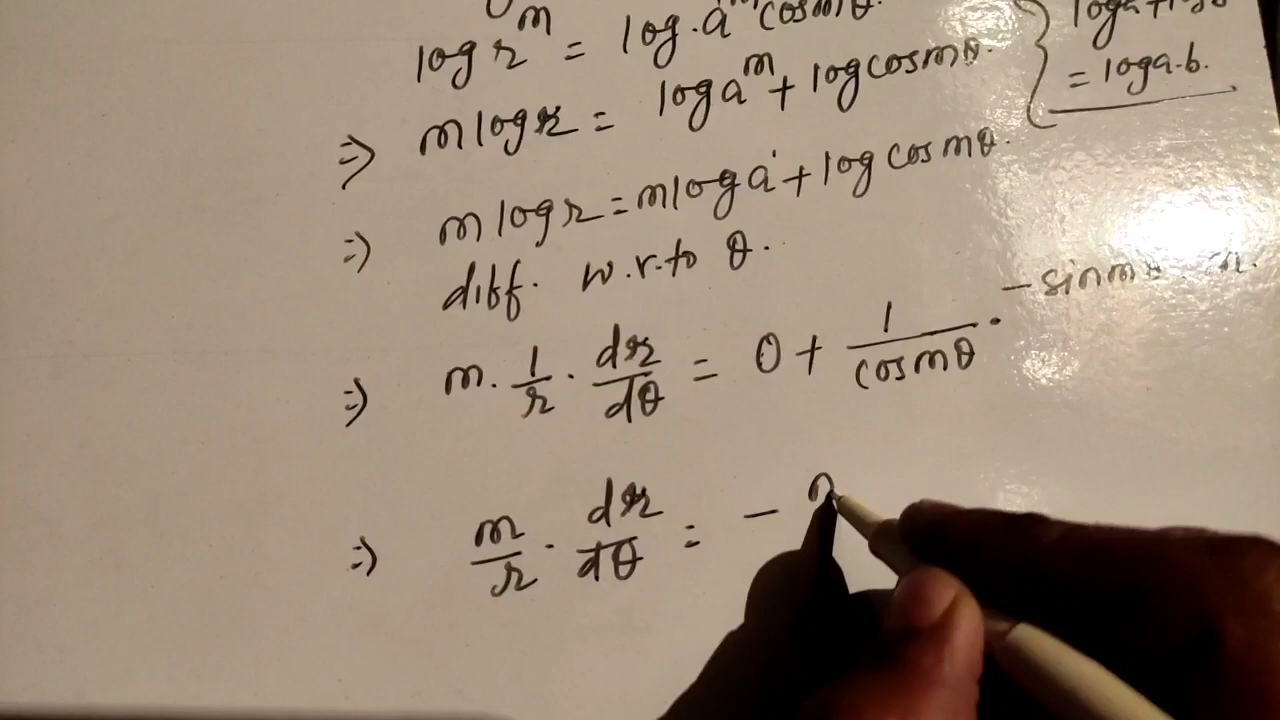 log r^m = log. a^m cos mθ.
⇒ m log r = log a^m + log cos mθ.
= log a·b.
⇒ m log r = m log a + log cos mθ.
diff. w.r.to θ.
⇒ m. 1/r · dr/dθ = 0 + 1/cos mθ · - sin mθ
⇒ m/r · dr/dθ = -